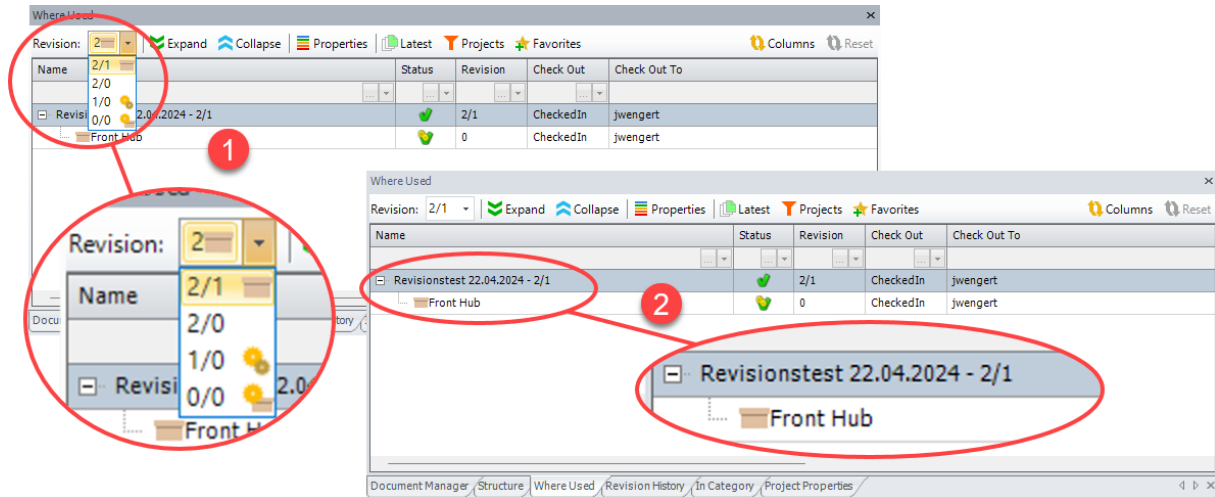 Where Used
Revision: 2 Expand Collapse Properties Latest Projects Favorites Columns Reset
2/1
2/0
1/0
0/0
Name Status Revision Check Out Check Out To
Revisi 2.04.2024 - 2/1 2/1 CheckedIn jwengert
Front Hub 0 CheckedIn jwengert
1
Revision: 2
Name
2/1
2/0
1/0
0/0
Revisi 2.0
Front H
Docu
tory
Where Used
Revision: 2/1 Expand Collapse Properties Latest Projects Favorites Columns Reset
Name Status Revision Check Out Check Out To
Revisionstest 22.04.2024 - 2/1 2/1 CheckedIn jwengert
Front Hub 0 CheckedIn jwengert
2
Revisionstest 22.04.2024 - 2/1
Front Hub
Document Manager Structure Where Used Revision History In Category Project Properties